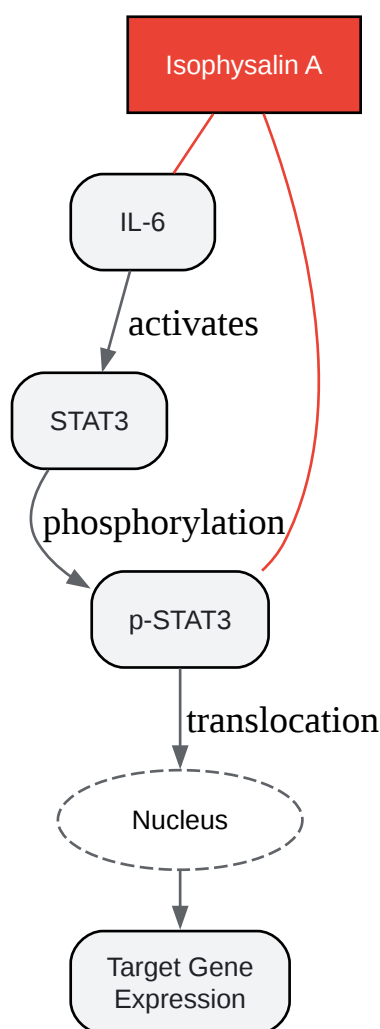 Isophysalin A
IL-6
activates
STAT3
phosphorylation
p-STAT3
translocation
Nucleus
Target Gene
Expression